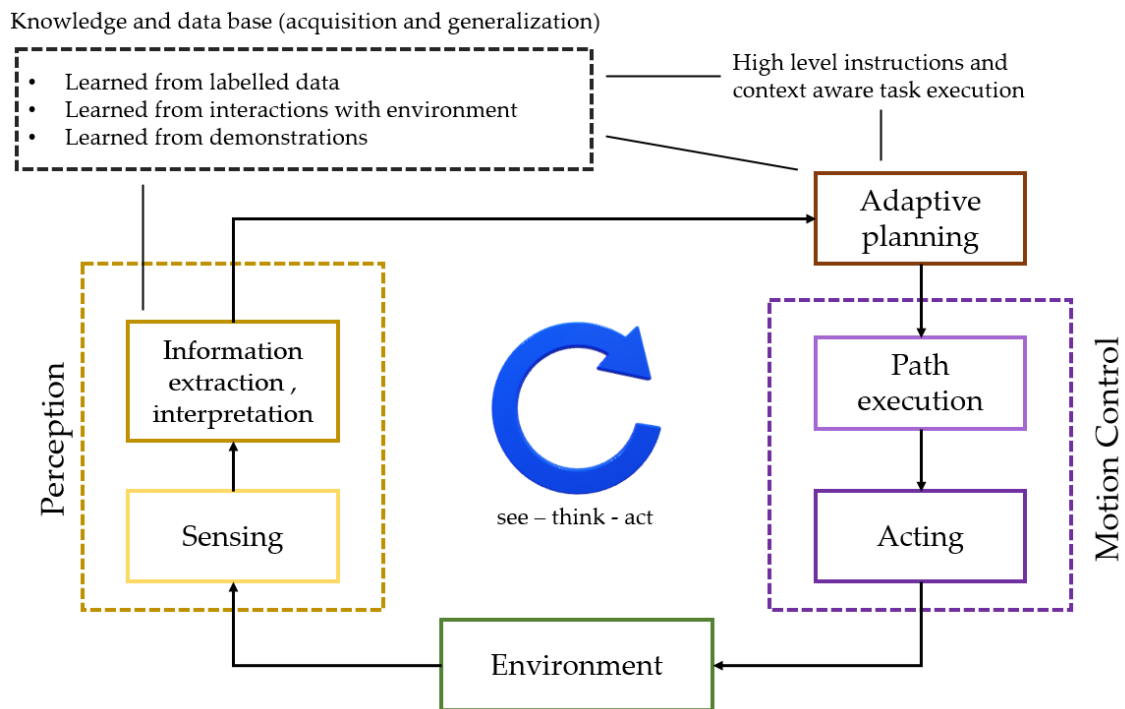 Knowledge and data base (acquisition and generalization)
• Learned from labelled data
• Learned from interactions with environment
• Learned from demonstrations
High level instructions and
context aware task execution
Adaptive
planning
Perception
Information
extraction ,
interpretation
Sensing
see – think - act
Path
execution
Acting
Motion Control
Environment